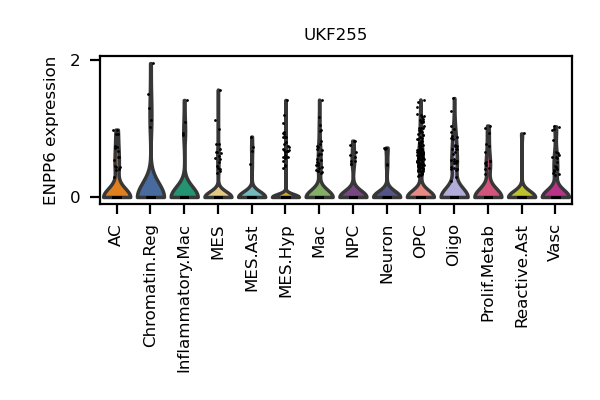 UKF255
ENPP6 expression
2
0
AC
Chromatin.Reg
Inflammatory.Mac
MES
MES.Ast
MES.Hyp
Mac
NPC
Neuron
OPC
Oligo
Prolif.Metab
Reactive.Ast
Vasc